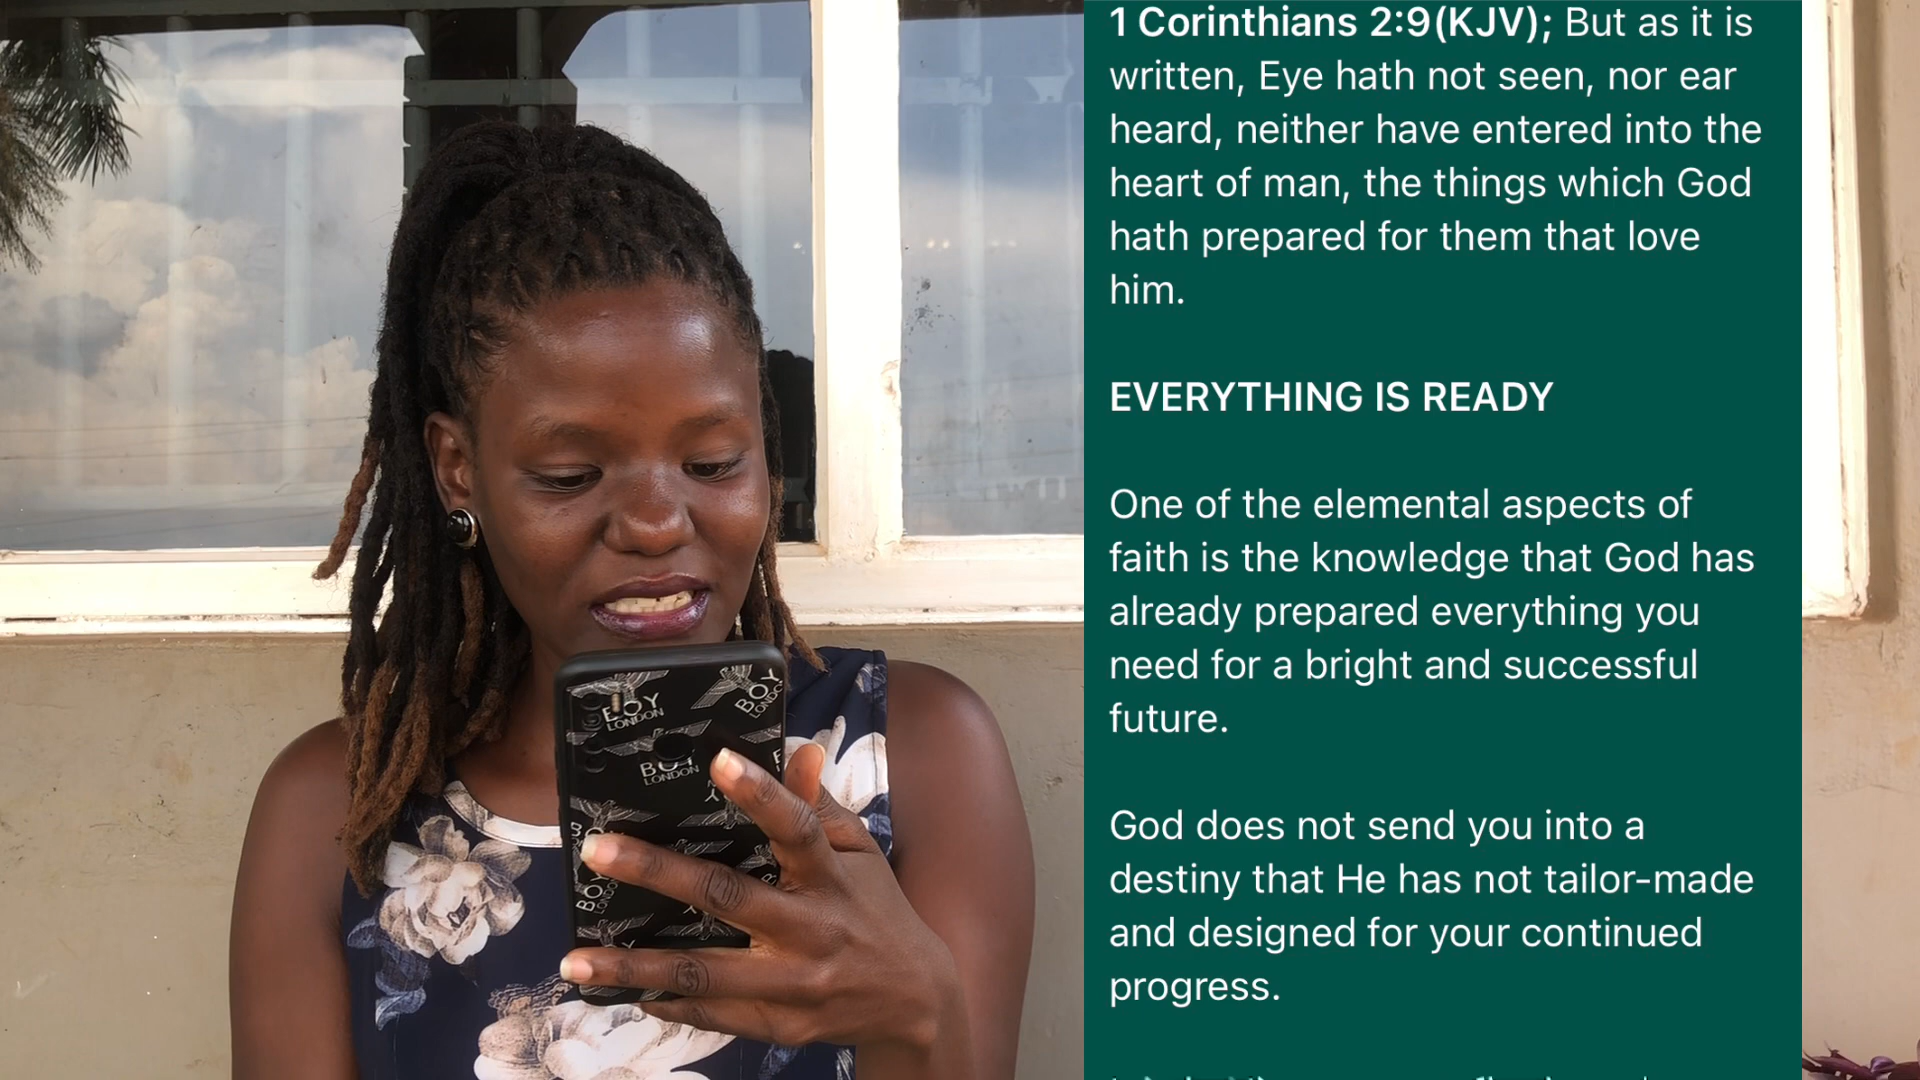 1 Corinthians 2:9(KJV); But as it is
written, Eye hath not seen, nor ear
heard, neither have entered into the
heart of man, the things which God
hath prepared for them that love
him.
EVERYTHING IS READY
One of the elemental aspects of
faith is the knowledge that God has
already prepared everything you
need for a bright and successful
future.
God does not send you into a
destiny that He has not tailor-made
and designed for your continued
progress.
BOY
LONDON
BOY
LONDON
BOY
LONDON
BOY
LONDON